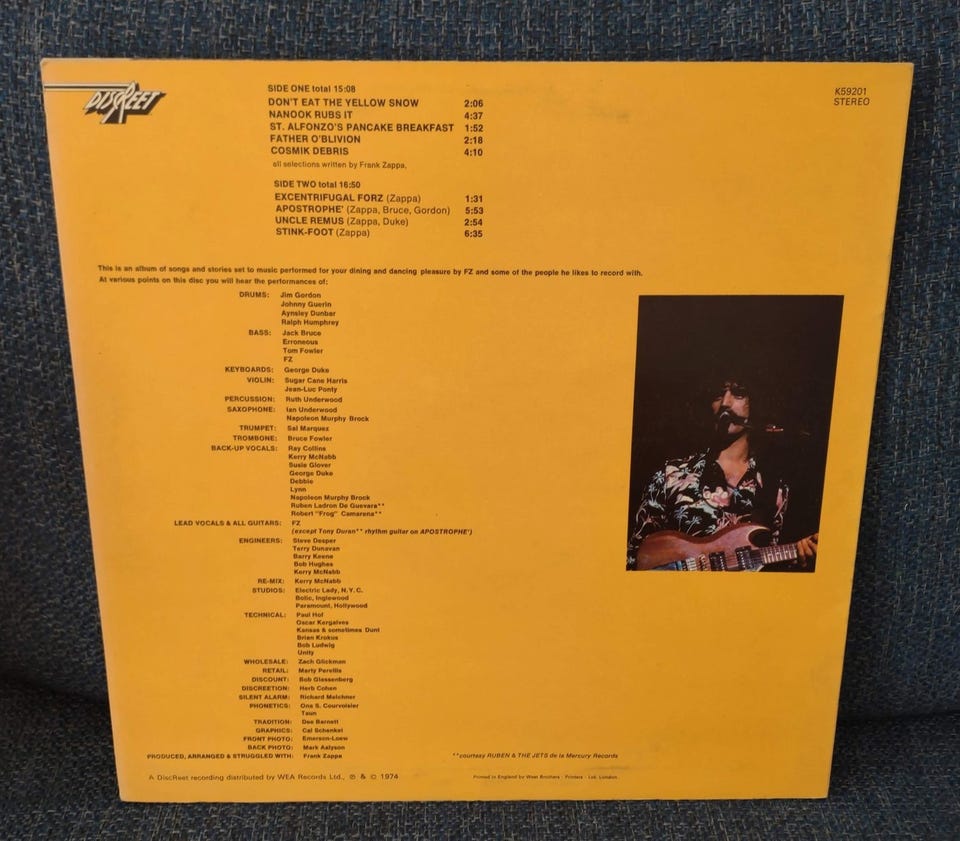 DISCREET
K59201
STEREO
SIDE ONE total 15:08
DON'T EAT THE YELLOW SNOW 2:06
NANOOK RUBS IT 4:37
ST. ALFONZO'S PANCAKE BREAKFAST 1:52
FATHER O'BLIVION 2:18
COSMIK DEBRIS 4:10
all selections written by Frank Zappa,
SIDE TWO total 16:50
EXCENTRIFUGAL FORZ (Zappa) 1:31
APOSTROPHE' (Zappa, Bruce, Gordon) 5:53
UNCLE REMUS (Zappa, Duke) 2:54
STINK-FOOT (Zappa) 6:35
This is an album of songs and stories set to music performed for your dining and dancing pleasure by FZ and some of the people he likes to record with.
At various points on this disc you will hear the performances of:
DRUMS: Jim Gordon
Johnny Guerin
Aynsley Dunbar
Ralph Humphrey
BASS: Jack Bruce
Erroneous
Tom Fowler
FZ
KEYBOARDS: George Duke
VIOLIN: Sugar Cane Harris
Jean-Luc Ponty
PERCUSSION: Ruth Underwood
SAXOPHONE: Ian Underwood
Napoleon Murphy Brock
TRUMPET: Sal Marquez
TROMBONE: Bruce Fowler
BACK-UP VOCALS: Ray Collins
Kerry McNabb
Susie Glover
George Duke
Debbie
Lynn
Napoleon Murphy Brock
Ruben Ladron De Guevara**
Robert "Frog" Camarena**
LEAD VOCALS & ALL GUITARS: FZ
(except Tony Duran** rhythm guitar on APOSTROPHE')
ENGINEERS: Steve Desper
Terry Dunavan
Barry Keene
Bob Hughes
Kerry McNabb
RE-MIX: Kerry McNabb
STUDIOS: Electric Lady, N.Y.C.
Bolic, Inglewood
Paramount, Hollywood
TECHNICAL: Paul Hof
Oscar Kergaives
Kansas & sometimes Dunt
Brian Krokus
Bob Ludwig
Unity
WHOLESALE: Zach Glickman
RETAIL: Marty Perellis
DISCOUNT: Bob Glassenberg
DISCREETION: Herb Cohen
SILENT ALARM: Richard Melchner
PHONETICS: Ona S. Courvoisier
Taun
TRADITION: Dee Barnett
GRAPHICS: Cal Schenkel
FRONT PHOTO: Emerson-Loew
BACK PHOTO: Mark Aalyson
PRODUCED, ARRANGED & STRUGGLED WITH: Frank Zappa
**courtesy RUBEN & THE JETS de la Mercury Records
A DiscReet recording distributed by WEA Records Ltd., ℗ & © 1974
Printed in England by West Brothers · Printers · Ltd. London